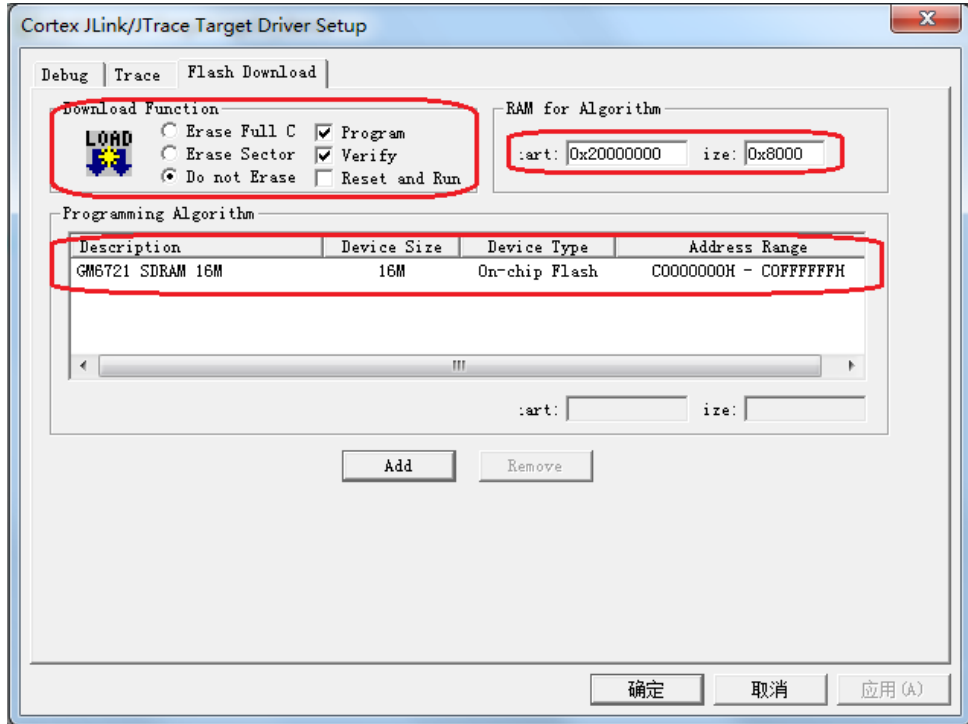 Cortex JLink/JTrace Target Driver Setup
Debug Trace Flash Download
Download Function
LOAD
Erase Full C Program
Erase Sector Verify
Do not Erase Reset and Run
RAM for Algorithm
:art: 0x20000000 ize: 0x8000
Programming Algorithm
Description Device Size Device Type Address Range
GM6721 SDRAM 16M 16M On-chip Flash C0000000H - C0FFFFFFH
:art: ize:
Add Remove
确定 取消 应用(A)